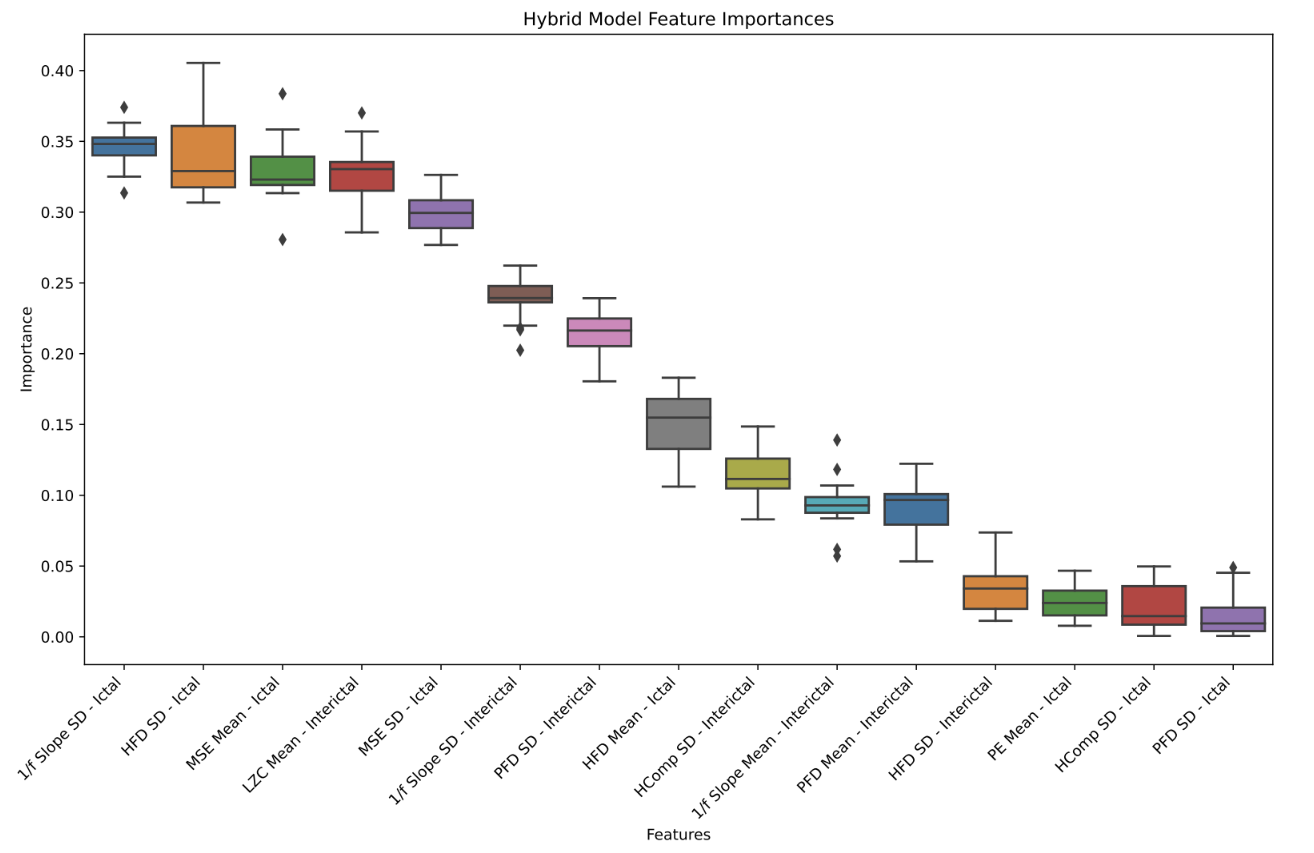 Hybrid Model Feature Importances
Importance
0.40
0.35
0.30
0.25
0.20
0.15
0.10
0.05
0.00
1/f Slope SD - Ictal
HFD SD - Ictal
MSE Mean - Ictal
LZC Mean - Interictal
MSE SD - Ictal
1/f Slope SD - Interictal
PFD SD - Interictal
HFD Mean - Ictal
HComp SD - Interictal
1/f Slope Mean - Interictal
PFD Mean - Interictal
HFD SD - Interictal
PE Mean - Ictal
HComp SD - Ictal
PFD SD - Ictal
Features